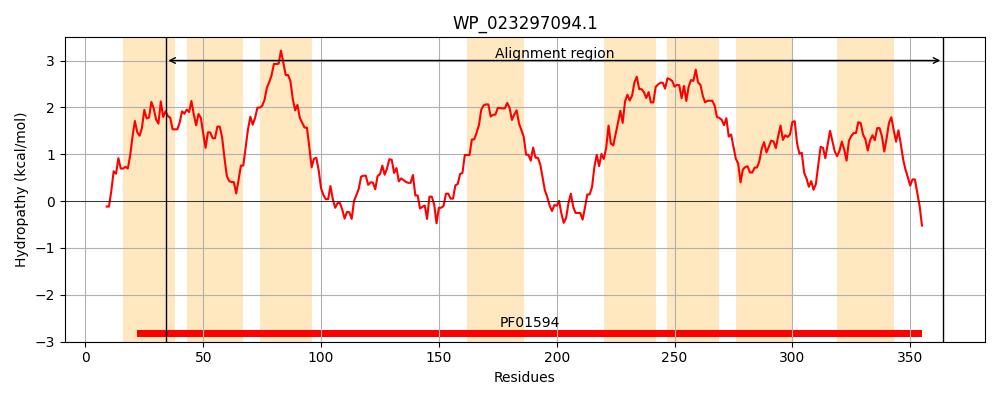 WP_023297094.1
Alignment region
Hydropathy (kcal/mol)
3
2
1
0
−1
−2
−3
PF01594
0 50 100 150 200 250 300 350
Residues